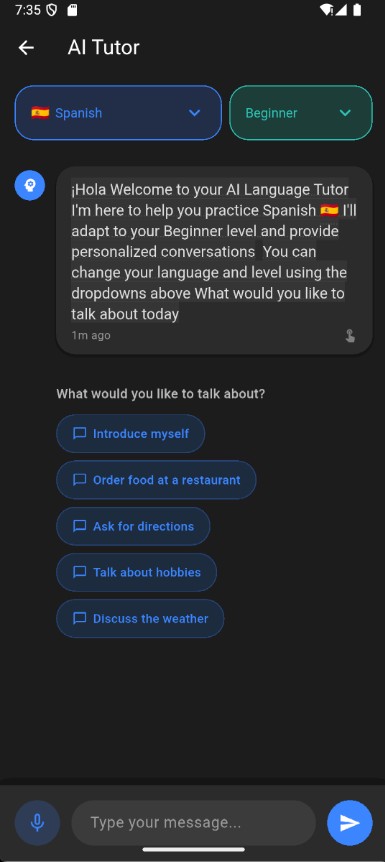 7:35
AI Tutor
Spanish
Beginner
¡Hola Welcome to your AI Language Tutor
I'm here to help you practice Spanish 🇪🇸 I'll
adapt to your Beginner level and provide
personalized conversations  You can
change your language and level using the
dropdowns above What would you like to
talk about today
1m ago
What would you like to talk about?
Introduce myself
Order food at a restaurant
Ask for directions
Talk about hobbies
Discuss the weather
Type your message...